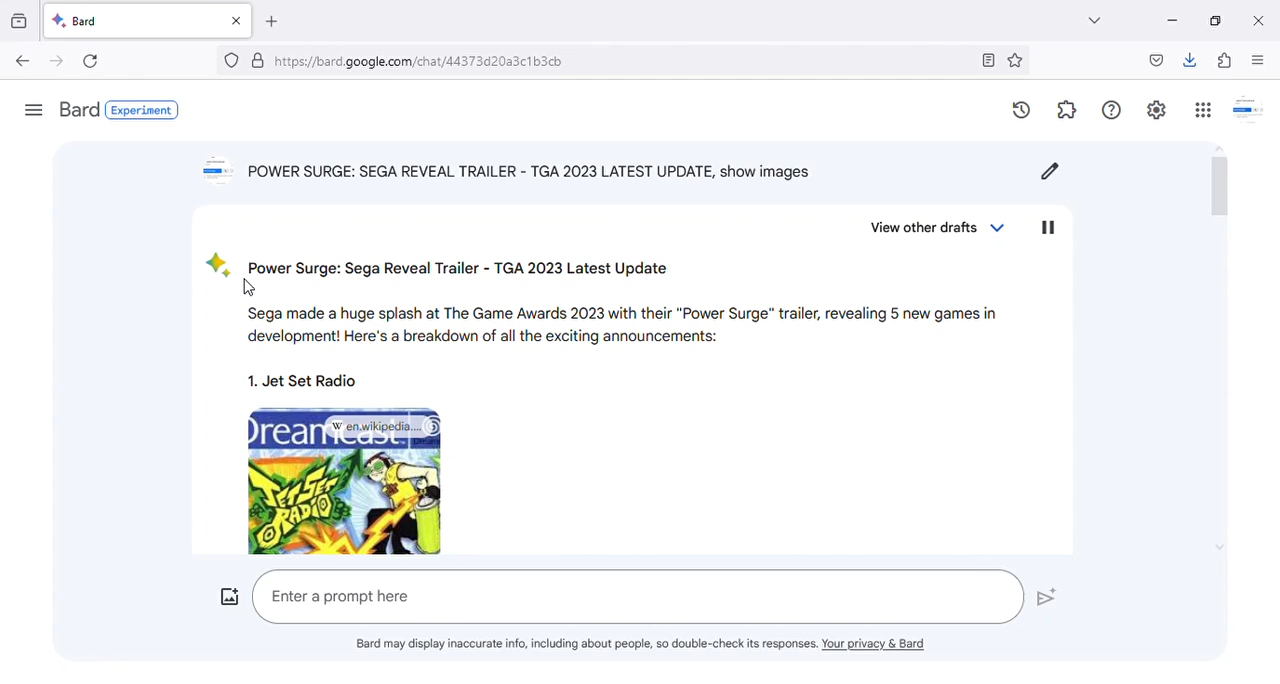 Bard
https://bard.google.com/chat/44373d20a3c1b3cb
Bard Experiment
POWER SURGE: SEGA REVEAL TRAILER - TGA 2023 LATEST UPDATE, show images
View other drafts
Power Surge: Sega Reveal Trailer - TGA 2023 Latest Update
Sega made a huge splash at The Game Awards 2023 with their "Power Surge" trailer, revealing 5 new games in
development! Here's a breakdown of all the exciting announcements:
1. Jet Set Radio
W en.wikipedia....
Dreamcast
JET SET
RADIO
Enter a prompt here
Bard may display inaccurate info, including about people, so double-check its responses. Your privacy & Bard